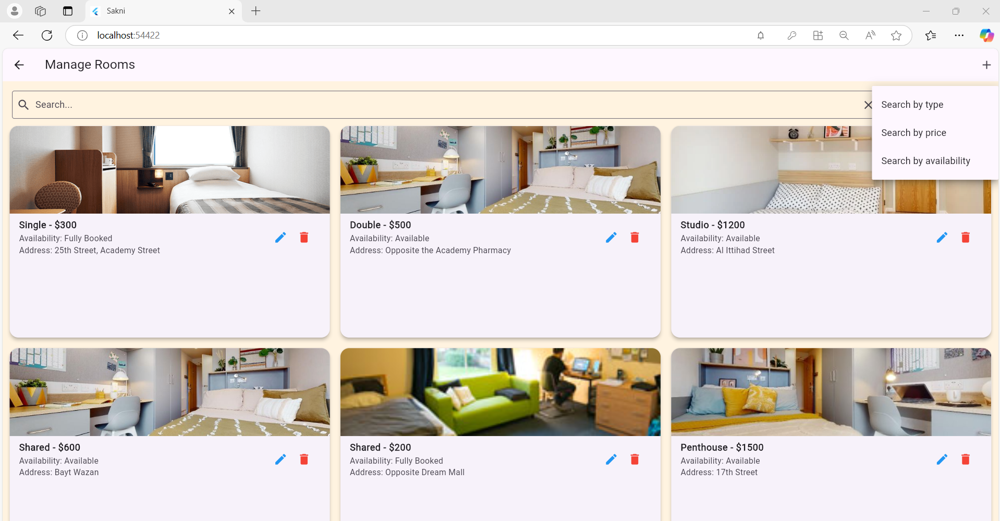 Sakni
localhost:54422
Manage Rooms
Search...
Search by type
Search by price
Search by availability
Single - $300
Availability: Fully Booked
Address: 25th Street, Academy Street
Double - $500
Availability: Available
Address: Opposite the Academy Pharmacy
Studio - $1200
Availability: Available
Address: Al Ittihad Street
Shared - $600
Availability: Available
Address: Bayt Wazan
Shared - $200
Availability: Fully Booked
Address: Opposite Dream Mall
Penthouse - $1500
Availability: Available
Address: 17th Street